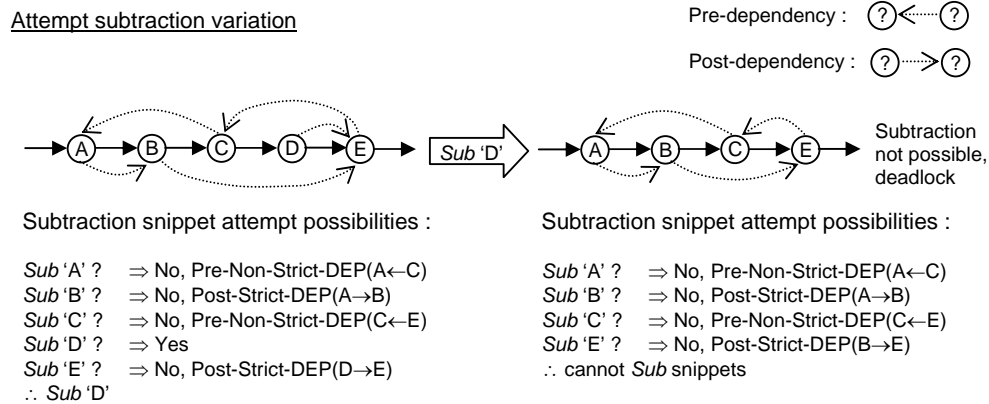 Attempt subtraction variation
Pre-dependency : ? ?
Post-dependency : ? ?
A B C D E
Sub 'D'
A B C E
Subtraction
not possible,
deadlock
Subtraction snippet attempt possibilities :
Sub 'A' ? ⇒ No, Pre-Non-Strict-DEP(A←C)
Sub 'B' ? ⇒ No, Post-Strict-DEP(A→B)
Sub 'C' ? ⇒ No, Pre-Non-Strict-DEP(C←E)
Sub 'D' ? ⇒ Yes
Sub 'E' ? ⇒ No, Post-Strict-DEP(D→E)
∴ Sub 'D'
Subtraction snippet attempt possibilities :
Sub 'A' ? ⇒ No, Pre-Non-Strict-DEP(A←C)
Sub 'B' ? ⇒ No, Post-Strict-DEP(A→B)
Sub 'C' ? ⇒ No, Pre-Non-Strict-DEP(C←E)
Sub 'E' ? ⇒ No, Post-Strict-DEP(B→E)
∴ cannot Sub snippets